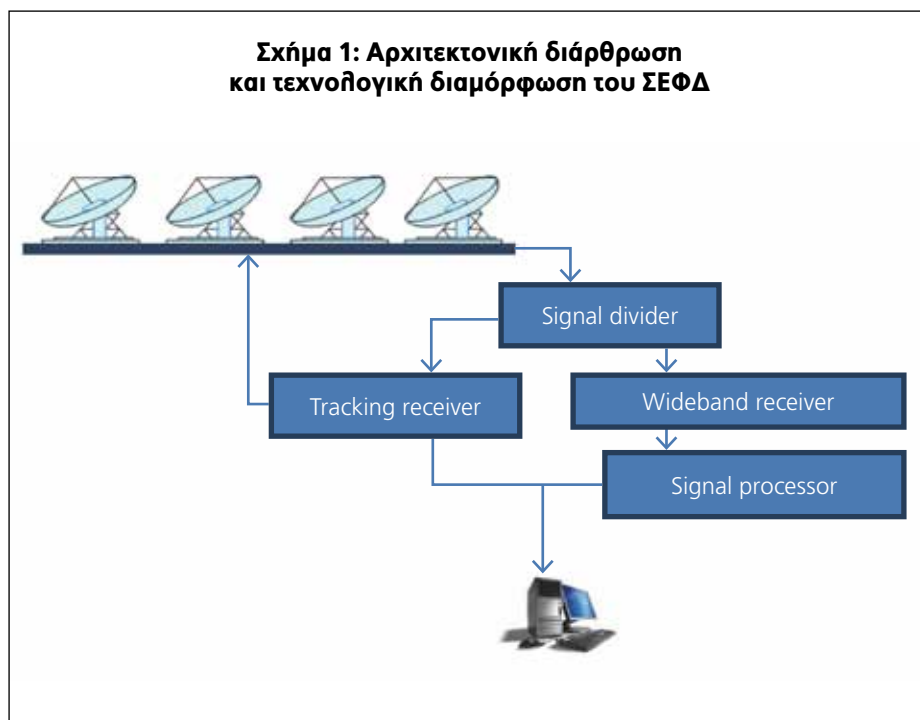 Σχήμα 1: Αρχιτεκτονική διάρθρωση
και τεχνολογική διαμόρφωση του ΣΕΦΔ
Signal divider
Tracking receiver
Wideband receiver
Signal processor